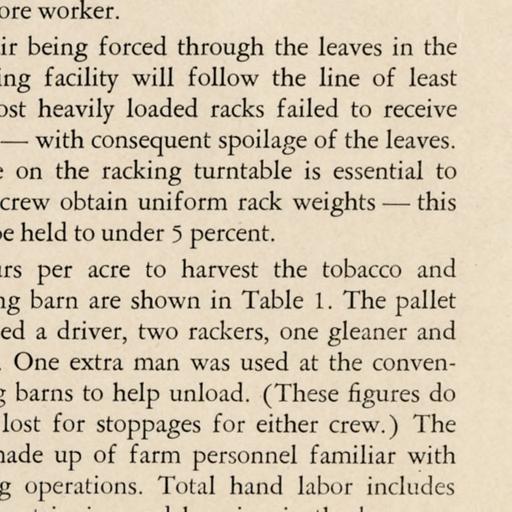 ore worker.
ir being forced through the leaves in the
ing facility will follow the line of least
ost heavily loaded racks failed to receive
— with consequent spoilage of the leaves.
e on the racking turntable is essential to
crew obtain uniform rack weights — this
be held to under 5 percent.
urs per acre to harvest the tobacco and
ng barn are shown in Table 1. The pallet
ed a driver, two rackers, one gleaner and
. One extra man was used at the conven-
g barns to help unload. (These figures do
lost for stoppages for either crew.) The
made up of farm personnel familiar with
g operations. Total hand labor includes